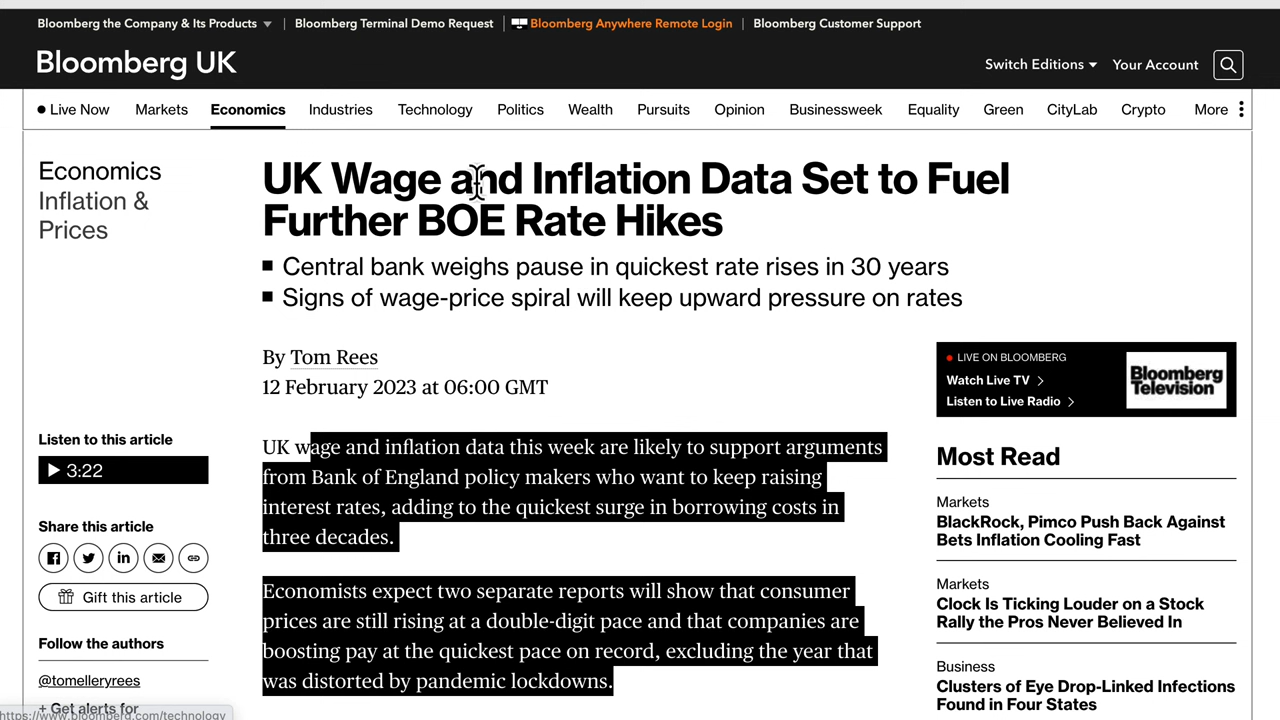 Bloomberg the Company & Its Products
Bloomberg Terminal Demo Request
Bloomberg Anywhere Remote Login
Bloomberg Customer Support
Bloomberg UK
Switch Editions
Your Account
Live Now
Markets
Economics
Industries
Technology
Politics
Wealth
Pursuits
Opinion
Businessweek
Equality
Green
CityLab
Crypto
More
Economics
Inflation &
Prices
UK Wage and Inflation Data Set to Fuel
Further BOE Rate Hikes
Central bank weighs pause in quickest rate rises in 30 years
Signs of wage-price spiral will keep upward pressure on rates
By Tom Rees
12 February 2023 at 06:00 GMT
Listen to this article
3:22
Share this article
Gift this article
Follow the authors
@tomelleryrees
+ Get alerts for
UK wage and inflation data this week are likely to support arguments
from Bank of England policy makers who want to keep raising
interest rates, adding to the quickest surge in borrowing costs in
three decades.
Economists expect two separate reports will show that consumer
prices are still rising at a double-digit pace and that companies are
boosting pay at the quickest pace on record, excluding the year that
was distorted by pandemic lockdowns.
LIVE ON BLOOMBERG
Watch Live TV
Listen to Live Radio
Bloomberg
Television
Most Read
Markets
BlackRock, Pimco Push Back Against
Bets Inflation Cooling Fast
Markets
Clock Is Ticking Louder on a Stock
Rally the Pros Never Believed In
Business
Clusters of Eye Drop-Linked Infections
Found in Four States
https://www.bloomberg.com/technology